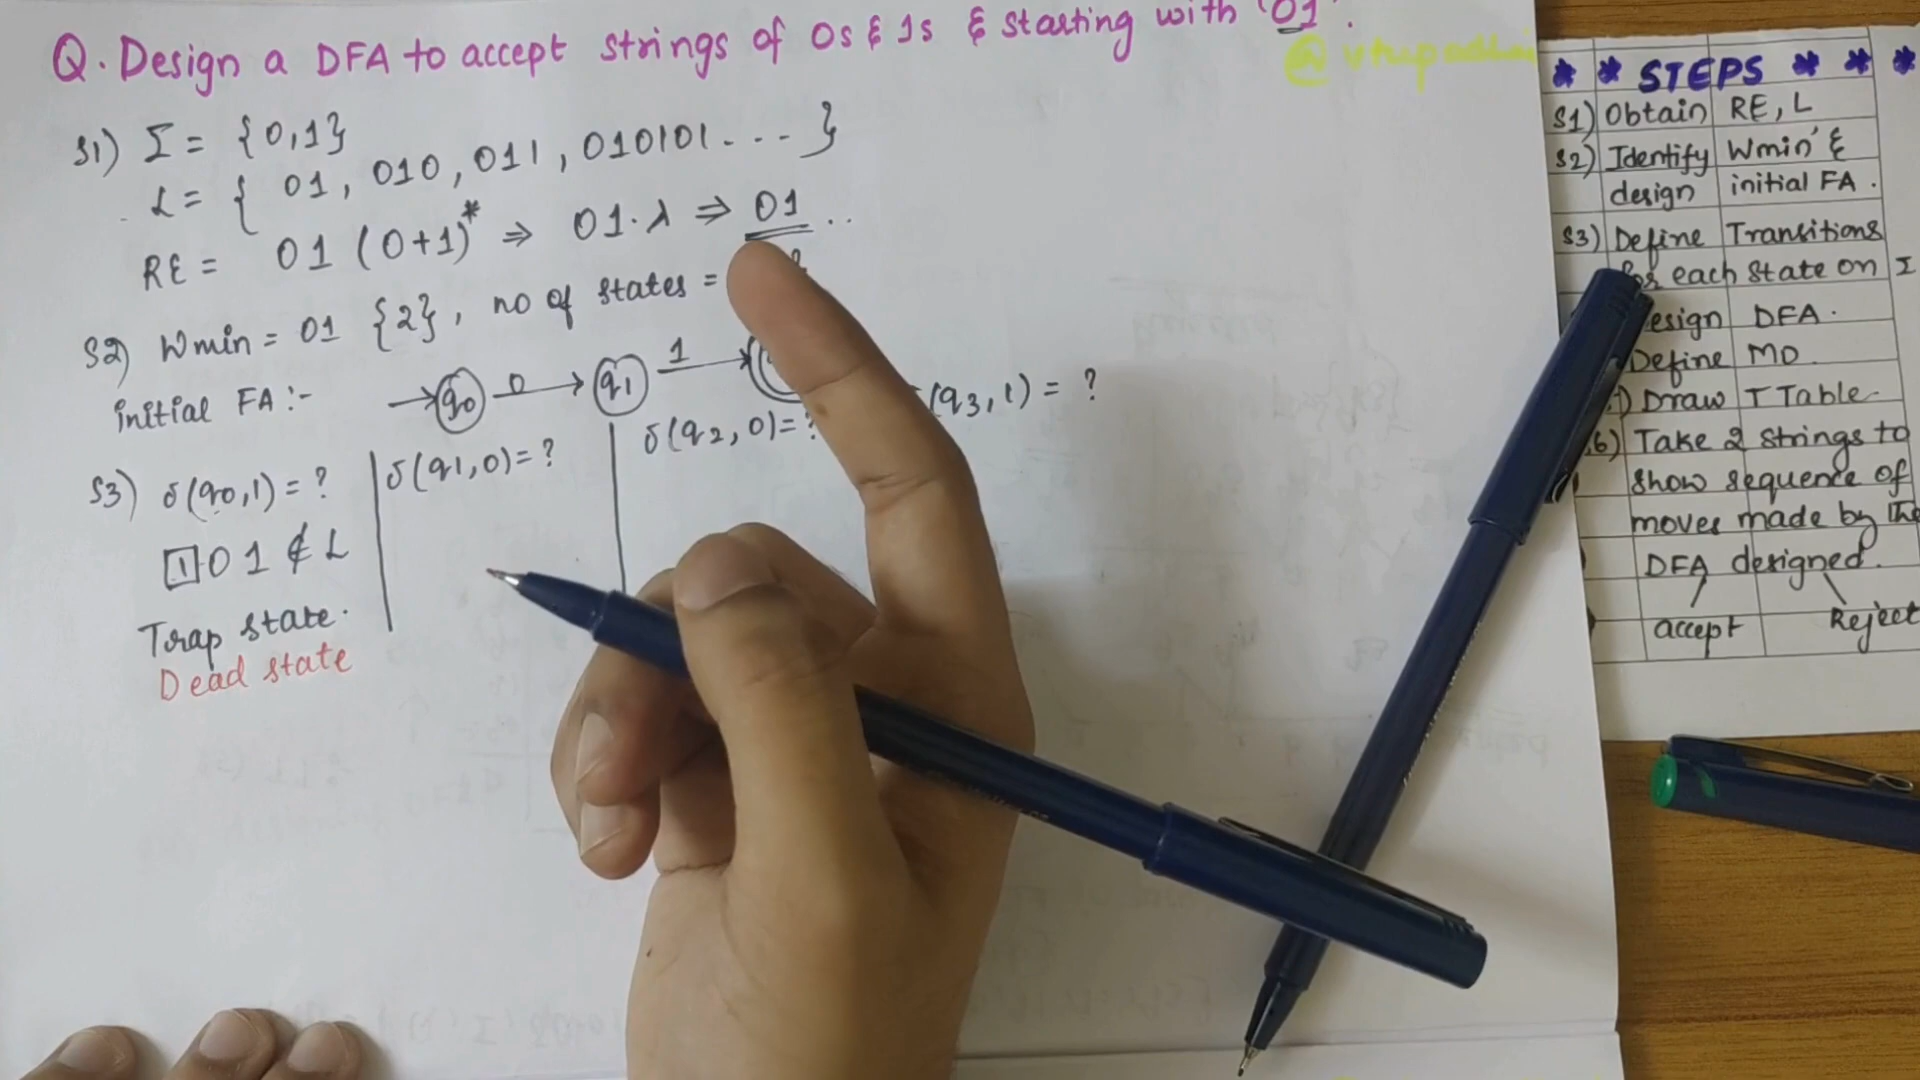 Q. Design a DFA to accept strings of 0s & 1s & starting with '01'.
S1) Σ = {0,1}
L = { 01, 010, 011, 010101 . . . }
RE = 01 (0+1)* ⇒ 01·λ ⇒ 01 ..
S2) Wmin = 01 {2}, no of states =
initial FA :- → q0 0 → q1 1 →
S3) δ(q0,1) = ?
1 0 1 ∉ L
Trap state.
Dead state
δ(q1,0) = ?
δ(q2,0) = ?
(q3,1) = ?
* * STEPS * * *
S1) Obtain RE, L
S2) Identify Wmin' &
design initial FA.
S3) Define Transitions
for each State on Σ
esign DFA.
Define MD.
) Draw T Table.
6) Take 2 strings to
show sequence of
moves made by the
DFA designed.
accept Reject